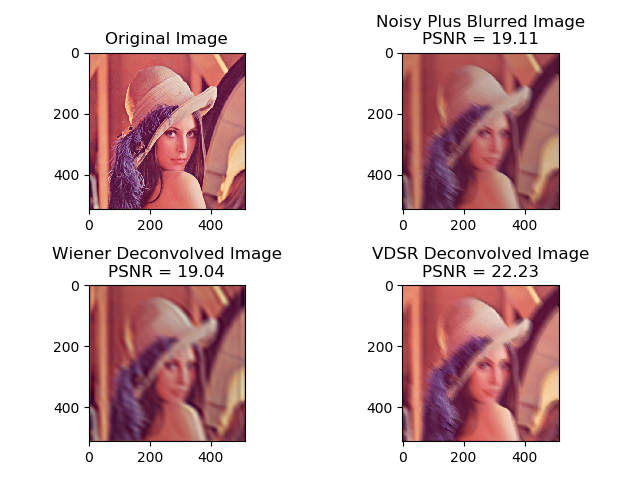 Original Image
0
200
400
0 200 400
Noisy Plus Blurred Image
PSNR = 19.11
0
200
400
0 200 400
Wiener Deconvolved Image
PSNR = 19.04
0
200
400
0 200 400
VDSR Deconvolved Image
PSNR = 22.23
0
200
400
0 200 400